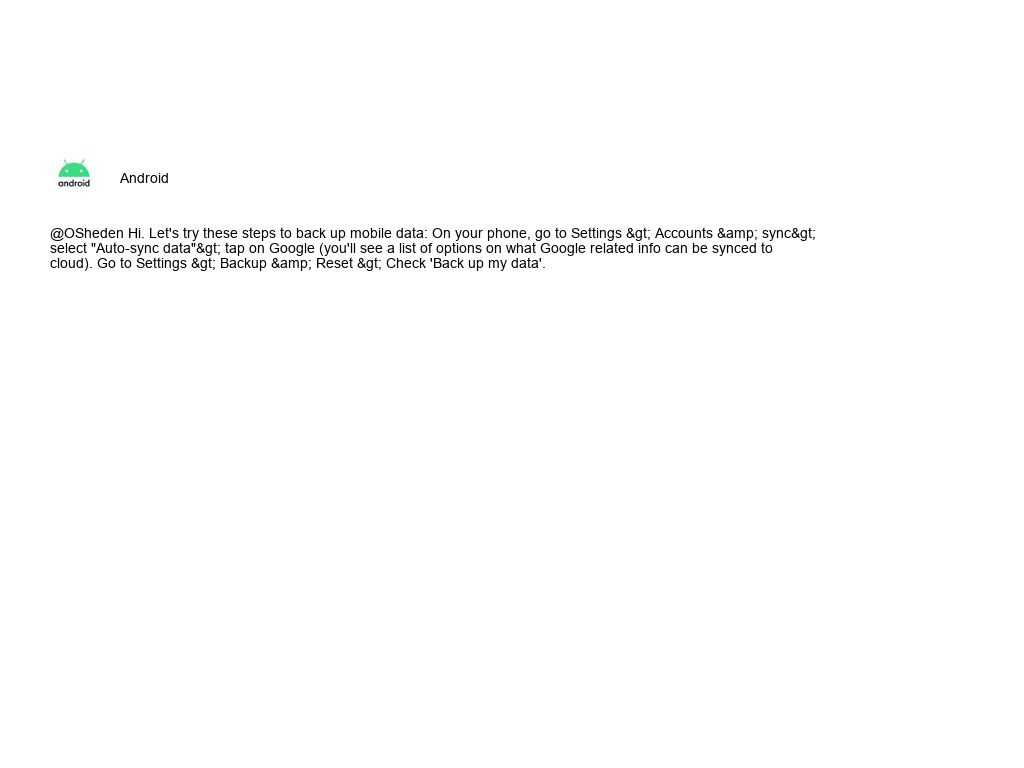 android
Android
@OSheden Hi. Let's try these steps to back up mobile data: On your phone, go to Settings &gt; Accounts &amp; sync&gt;
select "Auto-sync data"&gt; tap on Google (you'll see a list of options on what Google related info can be synced to
cloud). Go to Settings &gt; Backup &amp; Reset &gt; Check 'Back up my data'.